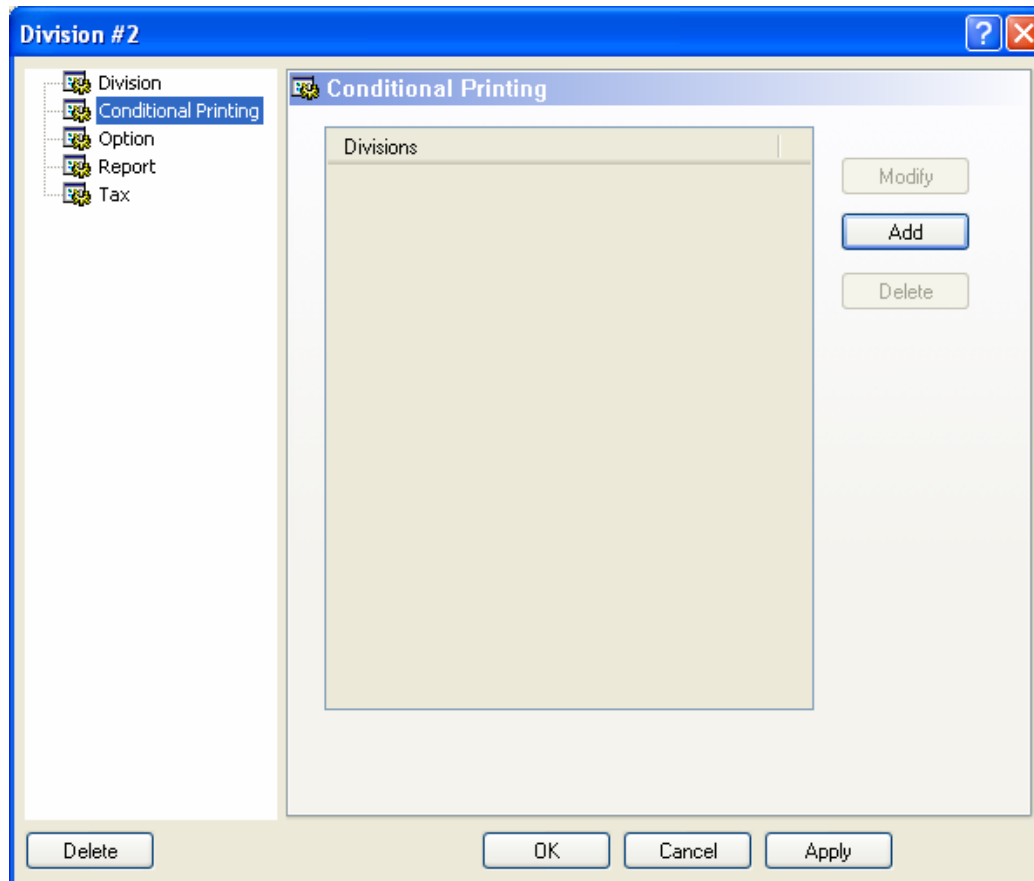 Division #2
Division
Conditional Printing
Option
Report
Tax
Conditional Printing
Divisions
Modify
Add
Delete
Delete
OK
Cancel
Apply